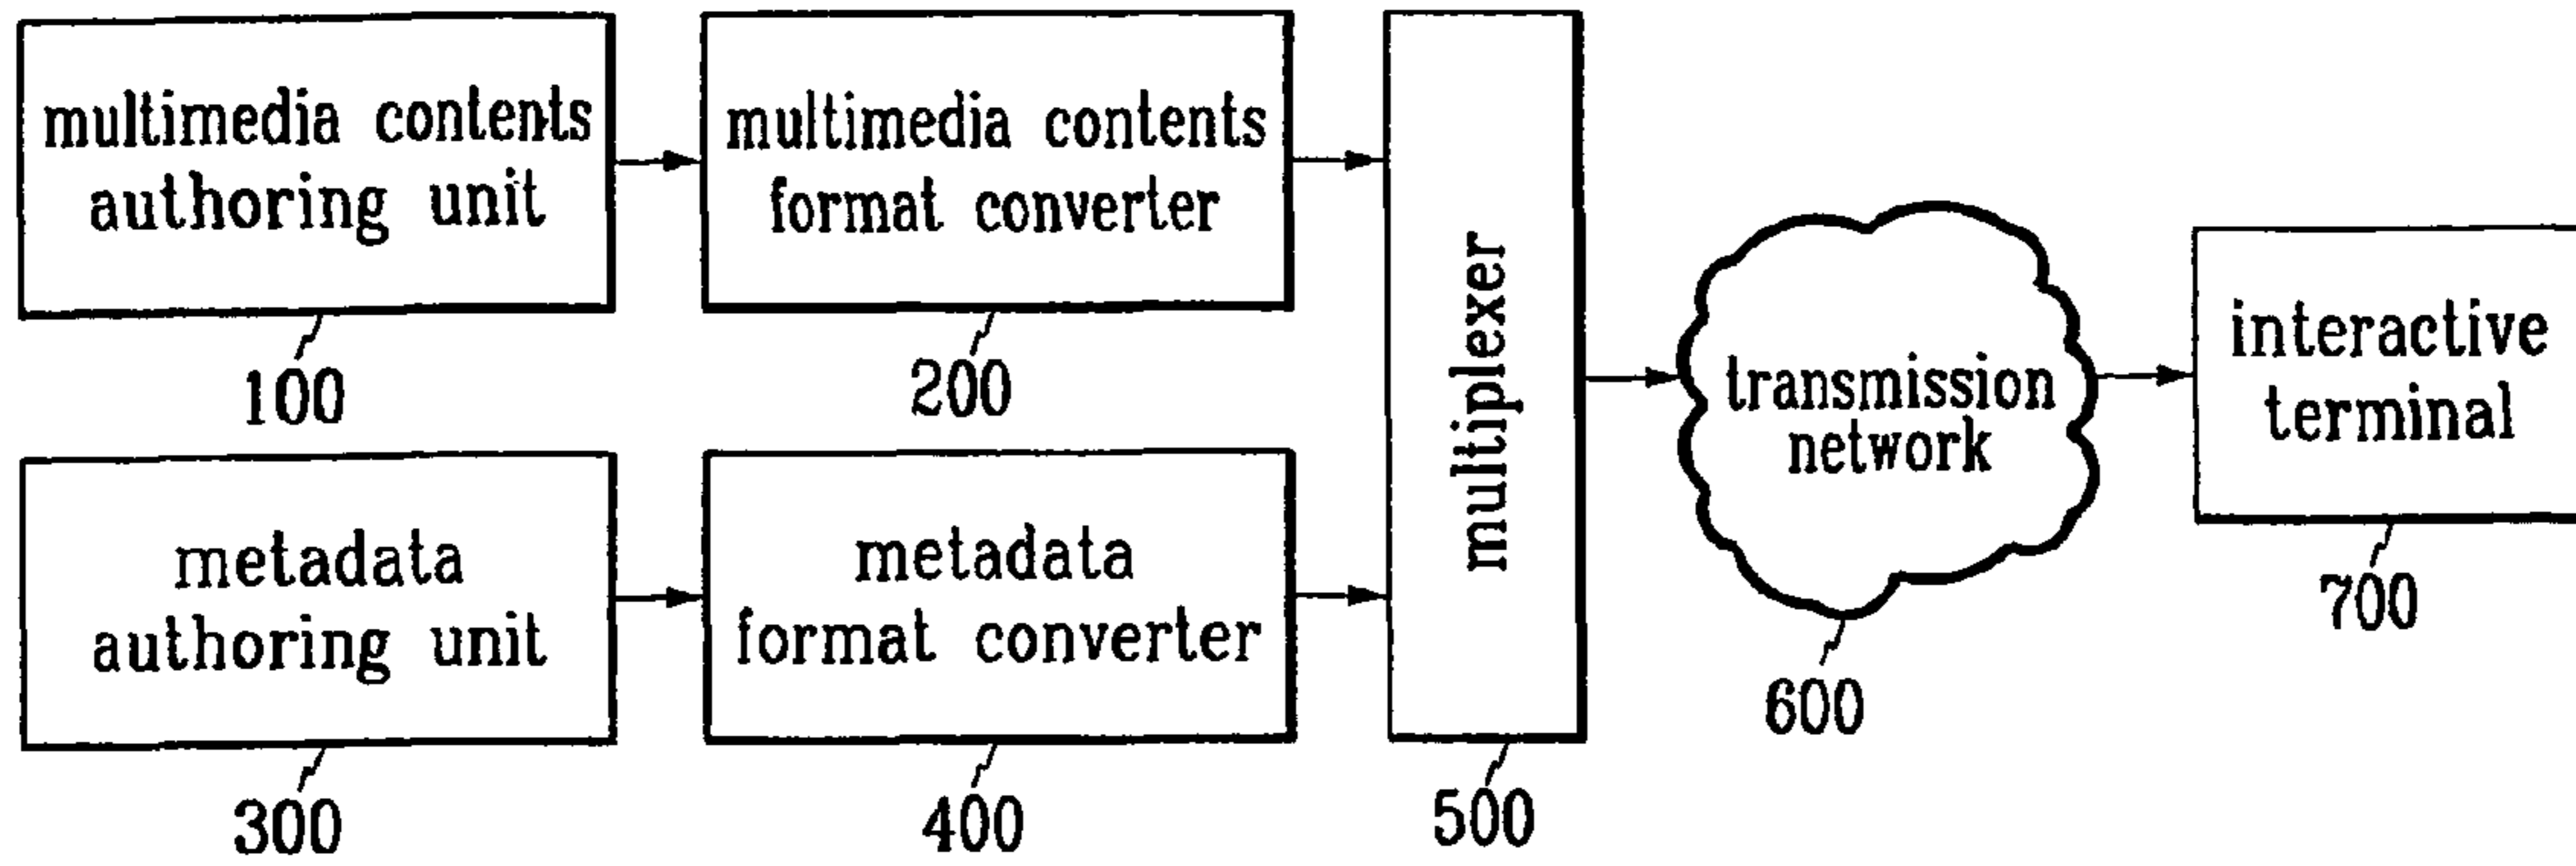 multimedia contents
authoring unit
100
multimedia contents
format converter
200
metadata
authoring unit
300
metadata
format converter
400
multiplexer
500
transmission
network
600
interactive
terminal
700